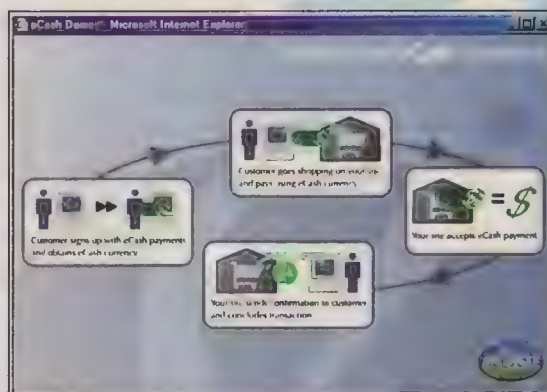 eCash Demo - Microsoft Internet Explorer
Customer goes shopping on your site
and pays using eCash currency
Customer signs up with eCash payments
and obtains eCash currency
= $
Your site accepts eCash payment
Your site sends confirmation to customer
and concludes transaction